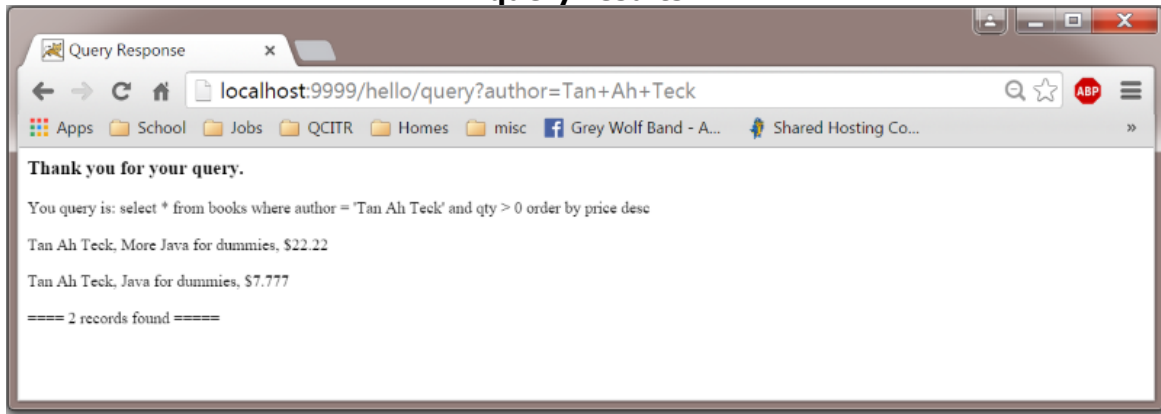 Query Response
localhost:9999/hello/query?author=Tan+Ah+Teck
ABP
Apps School Jobs QCITR Homes misc Grey Wolf Band - A... Shared Hosting Co... »
Thank you for your query.
You query is: select * from books where author = 'Tan Ah Teck' and qty > 0 order by price desc
Tan Ah Teck, More Java for dummies, $22.22
Tan Ah Teck, Java for dummies, $7.777
==== 2 records found =====